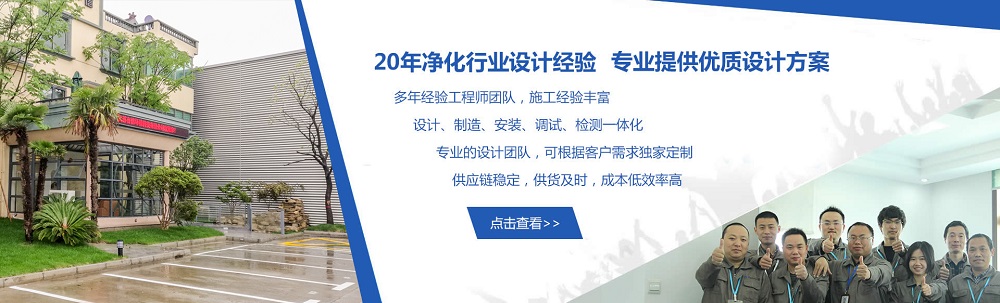 20年净化行业设计经验 专业提供优质设计方案
多年经验工程师团队，施工经验丰富
设计、制造、安装、调试、检测一体化
专业的设计团队，可根据客户需求独家定制
供应链稳定，供货及时，成本低效率高
点击查看>>